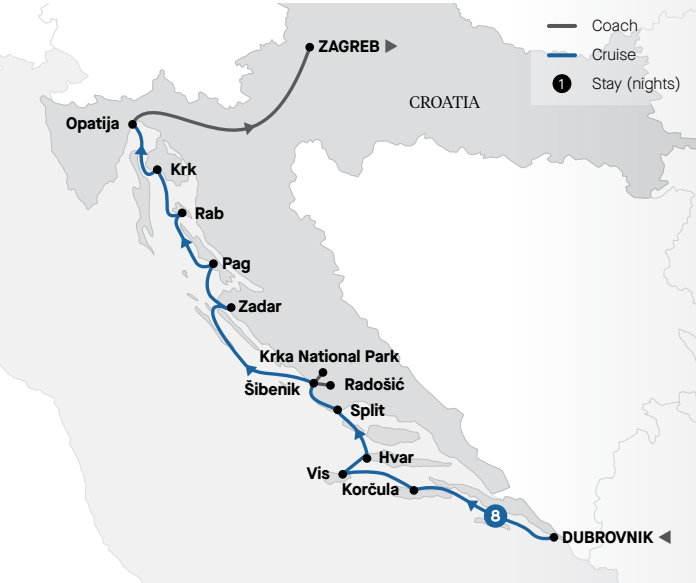 Coach
Cruise
1 Stay (nights)
ZAGREB
CROATIA
Opatija
Krk
Rab
Pag
Zadar
Krka National Park
Šibenik
Radošić
Split
Hvar
Vis
Korčula
8
DUBROVNIK